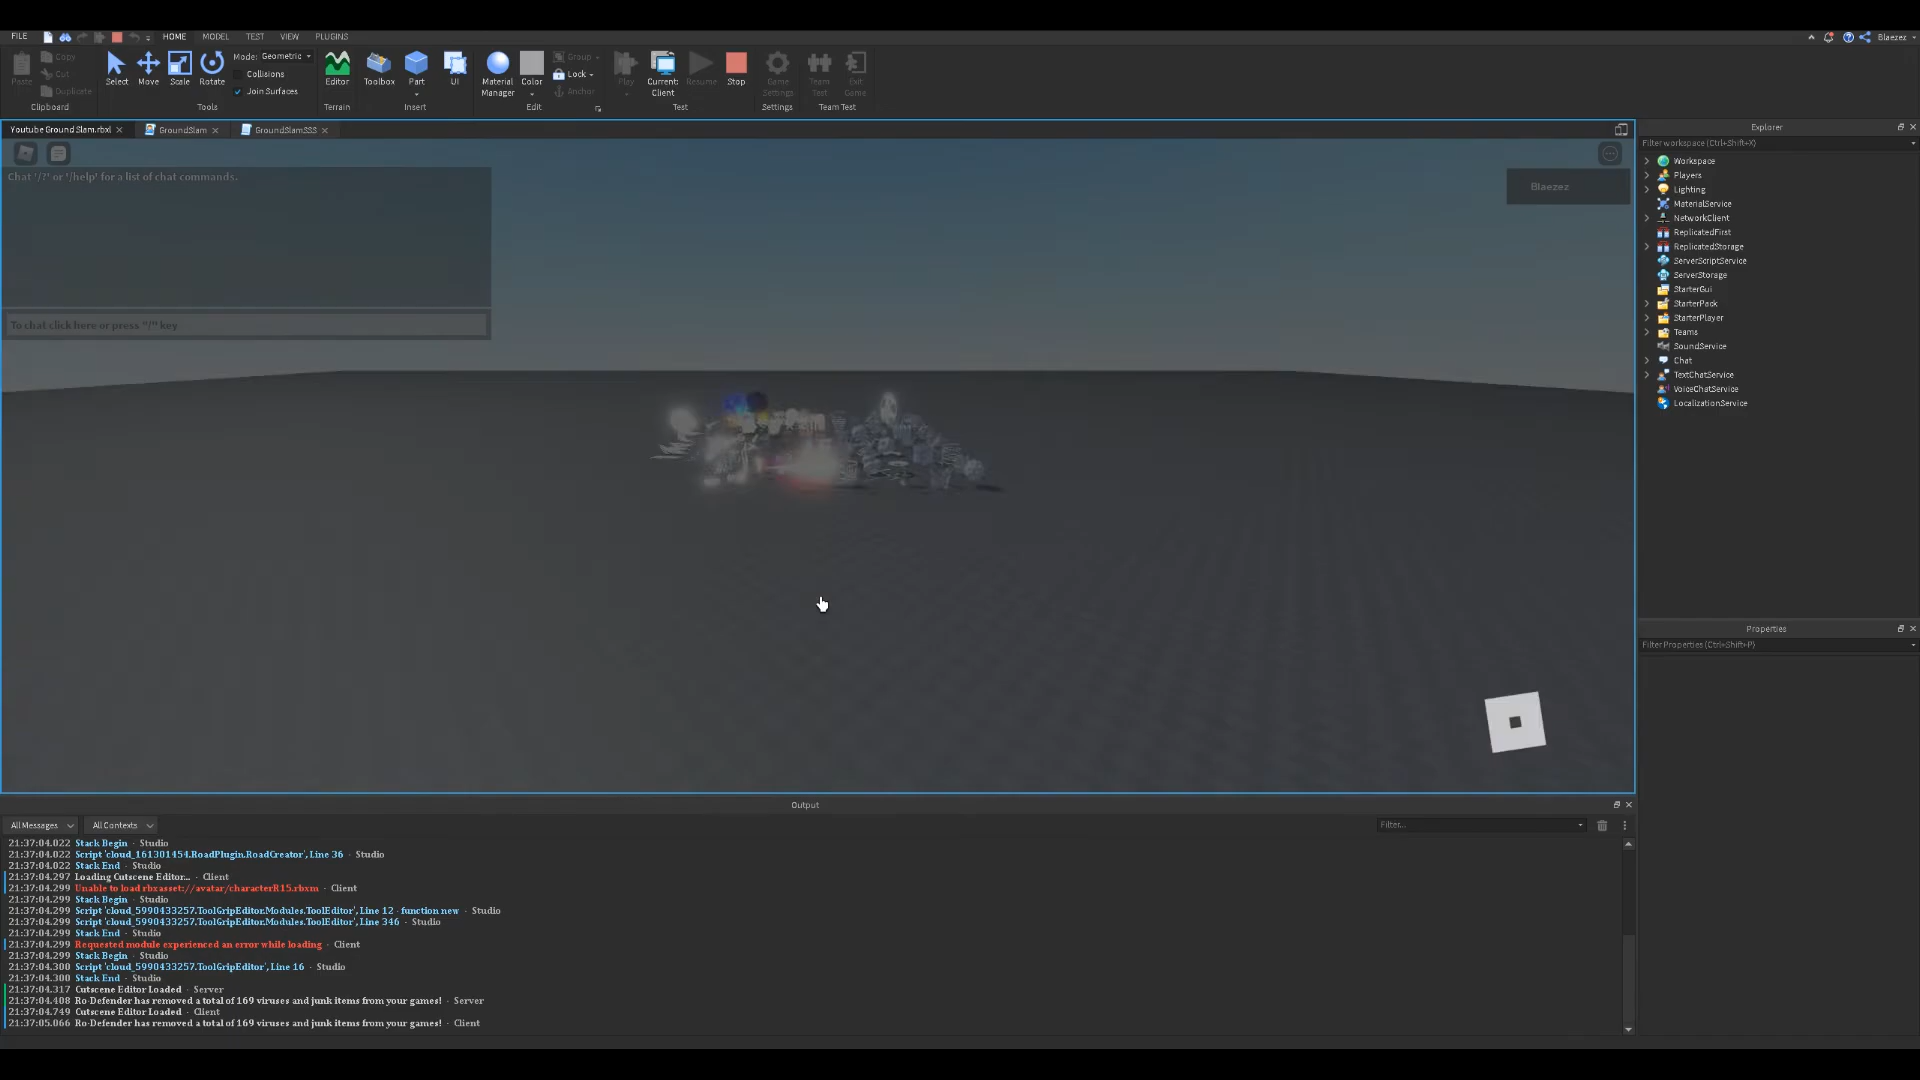 FILE HOME MODEL TEST VIEW PLUGINS Blaezez
Paste Copy Cut Duplicate Clipboard
Select Move Scale Rotate Mode: Geometric Collisions Join Surfaces Tools
Editor Terrain
Toolbox Part UI Insert
Material Manager Color Group Lock Anchor Edit
Play Current: Client Resume Stop Test
Game Settings Settings
Team Test Exit Game Team Test
Youtube Ground Slam.rbxl GroundSlam GroundSlamSSS
Chat '/?' or '/help' for a list of chat commands.
To chat click here or press "/" key
Blaezez
Explorer
Filter workspace (Ctrl+Shift+X)
Workspace
Players
Lighting
MaterialService
NetworkClient
ReplicatedFirst
ReplicatedStorage
ServerScriptService
ServerStorage
StarterGui
StarterPack
StarterPlayer
Teams
SoundService
Chat
TextChatService
VoiceChatService
LocalizationService
Properties
Filter Properties (Ctrl+Shift+P)
Output
All Messages All Contexts Filter...
21:37:04.022 Stack Begin - Studio
21:37:04.022 Script 'cloud_161301454.RoadPlugin.RoadCreator', Line 36 - Studio
21:37:04.022 Stack End - Studio
21:37:04.297 Loading Cutscene Editor... - Client
21:37:04.299 Unable to load rbxasset://avatar/characterR15.rbxm - Client
21:37:04.299 Stack Begin - Studio
21:37:04.299 Script 'cloud_5990433257.ToolGripEditor.Modules.ToolEditor', Line 12 - function new - Studio
21:37:04.299 Script 'cloud_5990433257.ToolGripEditor.Modules.ToolEditor', Line 346 - Studio
21:37:04.299 Stack End - Studio
21:37:04.299 Requested module experienced an error while loading - Client
21:37:04.299 Stack Begin - Studio
21:37:04.300 Script 'cloud_5990433257.ToolGripEditor', Line 16 - Studio
21:37:04.300 Stack End - Studio
21:37:04.317 Cutscene Editor Loaded - Server
21:37:04.408 Ro-Defender has removed a total of 169 viruses and junk items from your games! - Server
21:37:04.749 Cutscene Editor Loaded - Client
21:37:05.066 Ro-Defender has removed a total of 169 viruses and junk items from your games! - Client